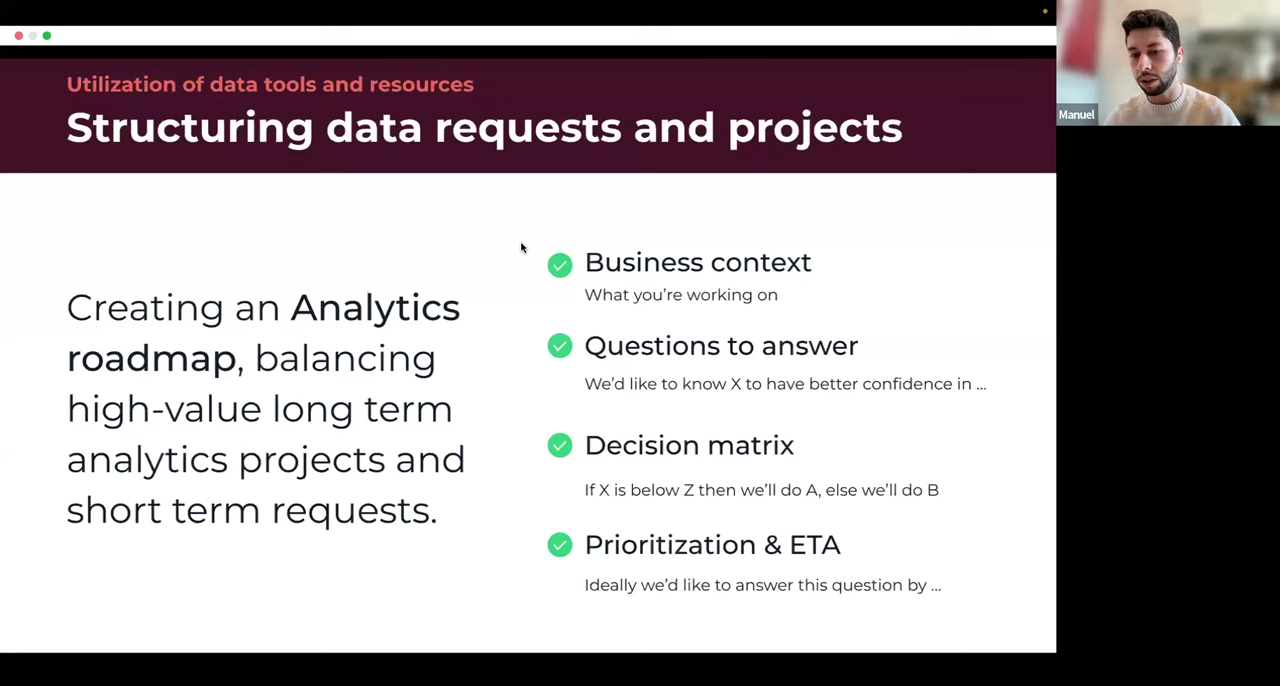 Utilization of data tools and resources
Structuring data requests and projects
Manuel
Creating an Analytics
roadmap, balancing
high-value long term
analytics projects and
short term requests.
Business context
What you’re working on
Questions to answer
We’d like to know X to have better confidence in ...
Decision matrix
If X is below Z then we’ll do A, else we’ll do B
Prioritization & ETA
Ideally we’d like to answer this question by ...